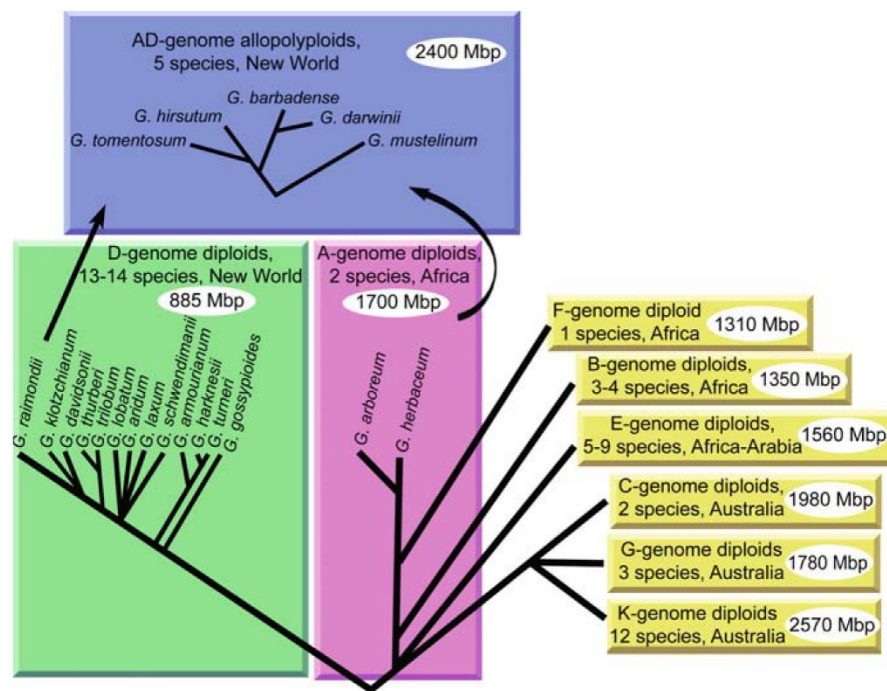 AD-genome allopolyploids,
5 species, New World
2400 Mbp
G. barbadense
G. hirsutum
G. darwinii
G. tomentosum
G. mustelinum
D-genome diploids,
13-14 species, New World
885 Mbp
A-genome diploids,
2 species, Africa
1700 Mbp
G. raimondii
G. klotzchianum
G. davidsonii
G. thurberi
G. trilobum
G. lobatum
G. aridum
G. laxum
G. schwendimanii
G. armourianum
G. harknesii
G. turneri
G. gossypioides
G. arboreum
G. herbaceum
F-genome diploid
1 species, Africa
1310 Mbp
B-genome diploids,
3-4 species, Africa
1350 Mbp
E-genome diploids,
5-9 species, Africa-Arabia
1560 Mbp
C-genome diploids,
2 species, Australia
1980 Mbp
G-genome diploids
3 species, Australia
1780 Mbp
K-genome diploids
12 species, Australia
2570 Mbp